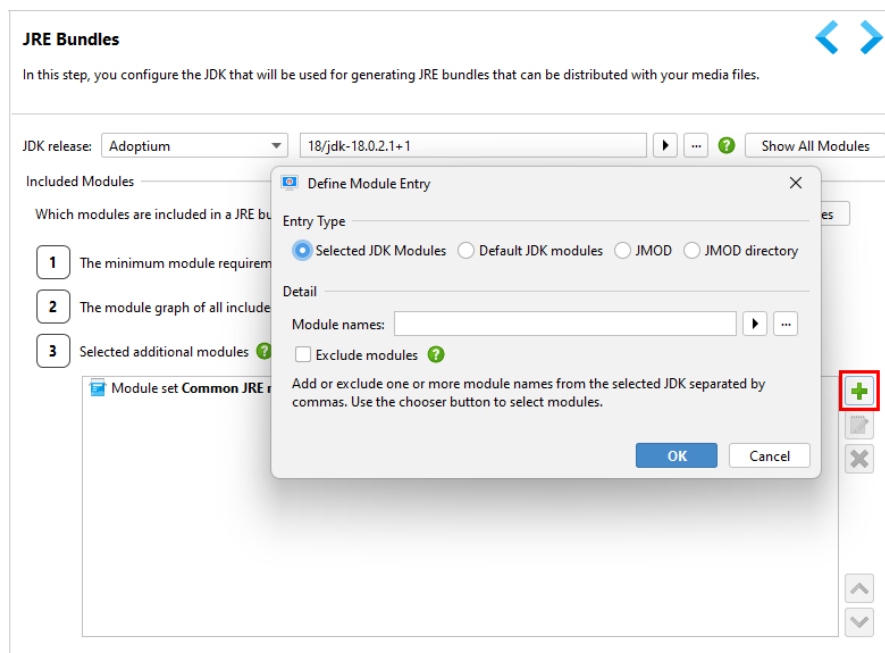 JRE Bundles
In this step, you configure the JDK that will be used for generating JRE bundles that can be distributed with your media files.
JDK release: Adoptium 18/jdk-18.0.2.1+1 ... Show All Modules
Included Modules
Define Module Entry
Which modules are included in a JRE
Entry Type
Selected JDK Modules Default JDK modules JMOD JMOD directory
1 The minimum module
2 The module graph of all
Detail
Module names: ...
3 Selected additional modules
Exclude modules
Module set Common JRE
Add or exclude one or more module names from the selected JDK separated by
commas. Use the chooser button to select modules.
OK Cancel